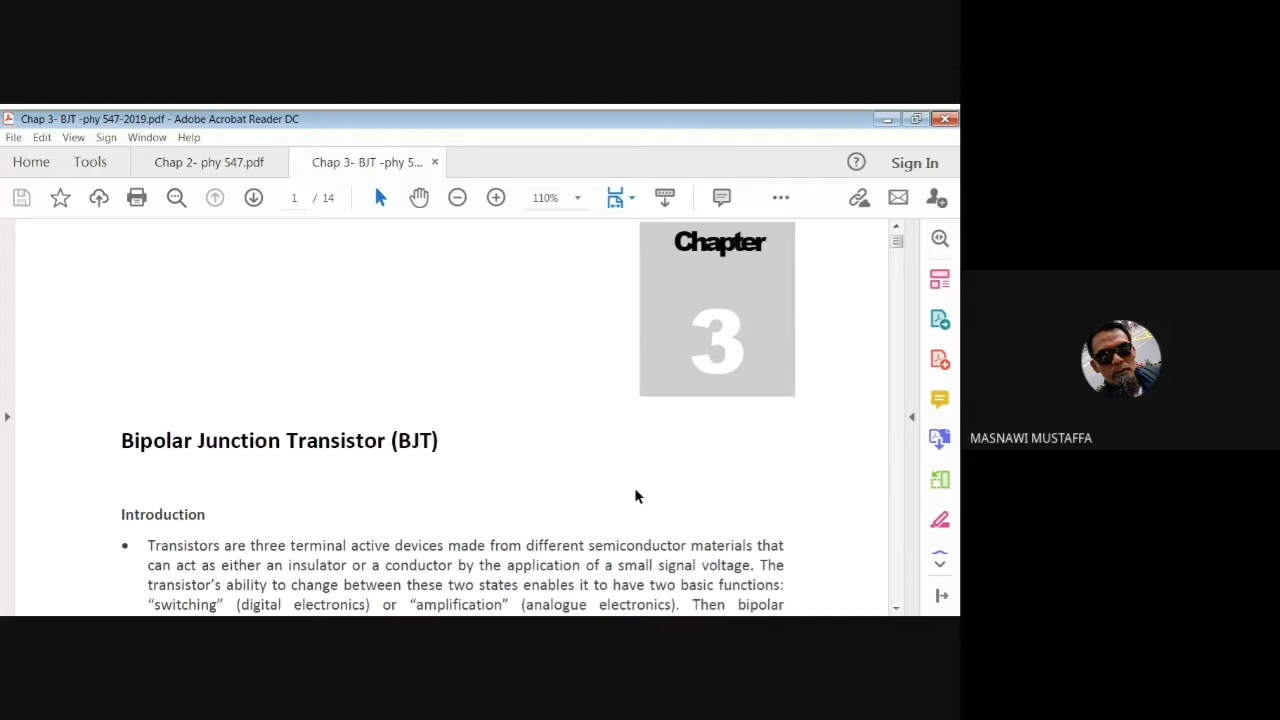 Chap 3- BJT -phy 547-2019.pdf - Adobe Acrobat Reader DC
File Edit View Sign Window Help
Home Tools Chap 2- phy 547.pdf Chap 3- BJT -phy 5... × Sign In
1 / 14 110%
Chapter
3
Bipolar Junction Transistor (BJT)
MASNAWI MUSTAFFA
Introduction
• Transistors are three terminal active devices made from different semiconductor materials that
can act as either an insulator or a conductor by the application of a small signal voltage. The
transistor’s ability to change between these two states enables it to have two basic functions:
“switching” (digital electronics) or “amplification” (analogue electronics). Then bipolar